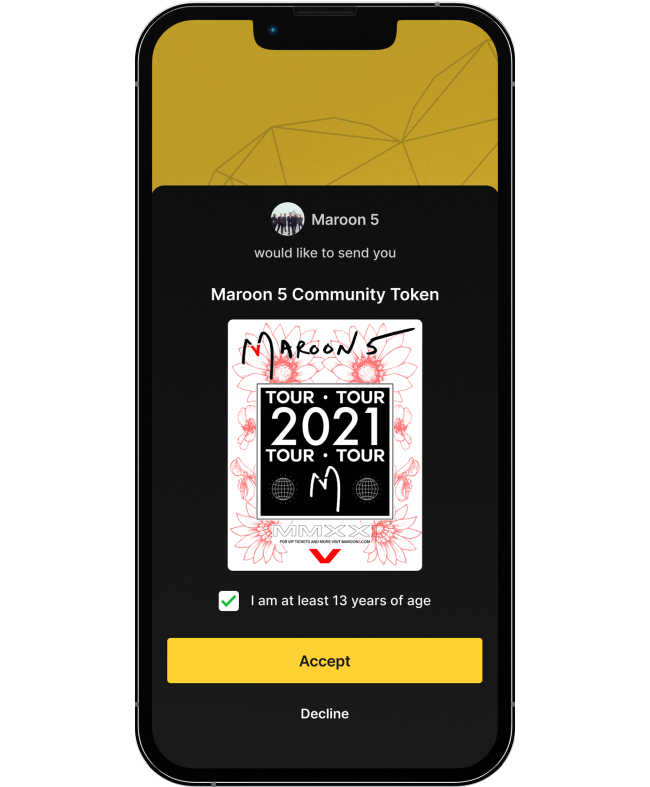 Maroon 5
would like to send you
Maroon 5 Community Token
MAROON 5
TOUR • TOUR
2021
TOUR • TOUR
M
MMXXI
FOR VIP TICKETS AND MORE VISIT MAROON5.COM
V
I am at least 13 years of age
Accept
Decline